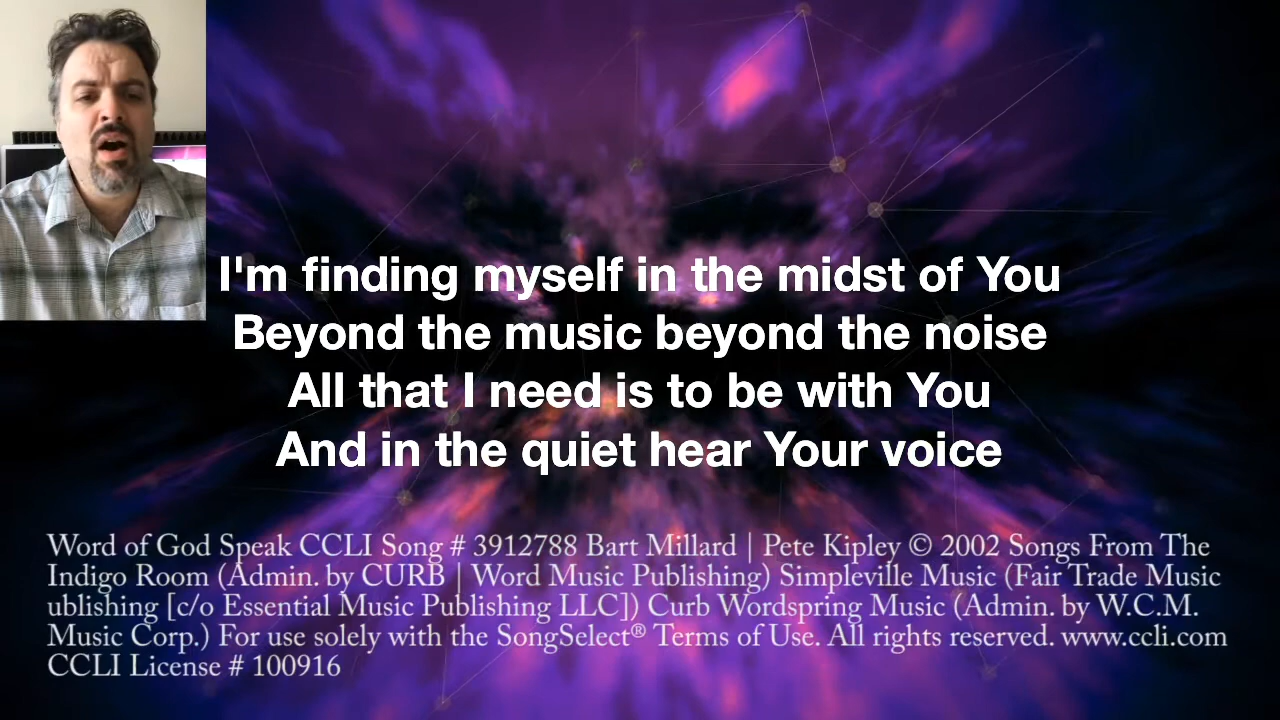 I'm finding myself in the midst of You
Beyond the music beyond the noise
All that I need is to be with You
And in the quiet hear Your voice
Word of God Speak CCLI Song # 3912788 Bart Millard | Pete Kipley © 2002 Songs From The
Indigo Room (Admin. by CURB | Word Music Publishing) Simpleville Music (Fair Trade Music
ublishing [c/o Essential Music Publishing LLC]) Curb Wordspring Music (Admin. by W.C.M.
Music Corp.) For use solely with the SongSelect® Terms of Use. All rights reserved. www.ccli.com
CCLI License # 100916